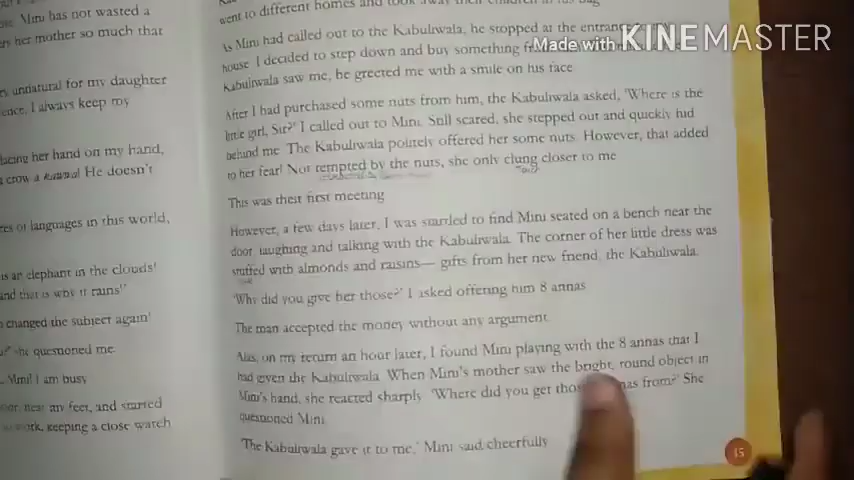 Mini has not wasted a
her mother so much that
unnatural for my daughter
I always keep my
placing her hand on my hand,
a crow a kauwa! He doesn't
of languages in this world,
is an elephant in the clouds!
and that is why it rains!'
changed the subject again!
she questioned me.
Mini! I am busy
near my feet, and started
work, keeping a close watch
went to different homes and took away their children in his bag
As Mini had called out to the Kabuliwala, he stopped at the
house I decided to step down and buy something
Kabuliwala saw me, he greeted me with a smile on his face
After I had purchased some nuts from him, the Kabuliwala asked, 'Where is the
little girl, Sir?' I called out to Mini. Still scared, she stepped out and quickly hid
behind me The Kabuliwala politely offered her some nuts. However, that added
to her fear! Not tempted by the nuts, she only clung closer to me
This was their first meeting
However, a few days later, I was startled to find Mini seated on a bench near the
door, laughing and talking with the Kabuliwala. The corner of her little dress was
stuffed with almonds and raisins— gifts from her new friend, the Kabuliwala.
'Why did you give her those?' I asked offering him 8 annas
The man accepted the money without any argument
Alas, on my return an hour later, I found Mini playing with the 8 annas that I
had given the Kabuliwala When Mini's mother saw the bright, round object in
Mini's hand, she reacted sharply 'Where did you get from?' She
questioned Mini
'The Kabuliwala gave it to me,' Mini said cheerfully
15
Made with KINEMASTER